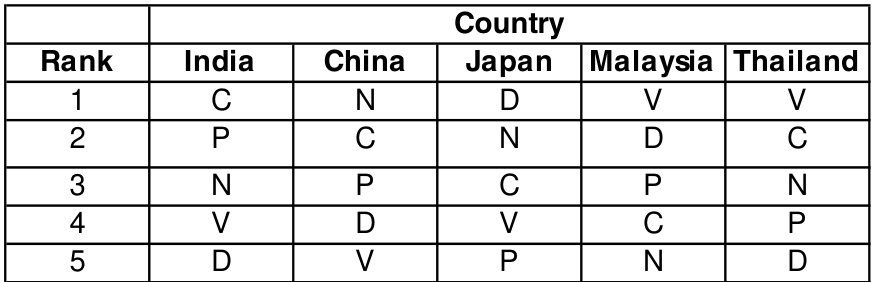 Country
Rank India China Japan Malaysia Thailand
1 C N D V V
2 P C N D C
3 N P C P N
4 V D V C P
5 D V P N D